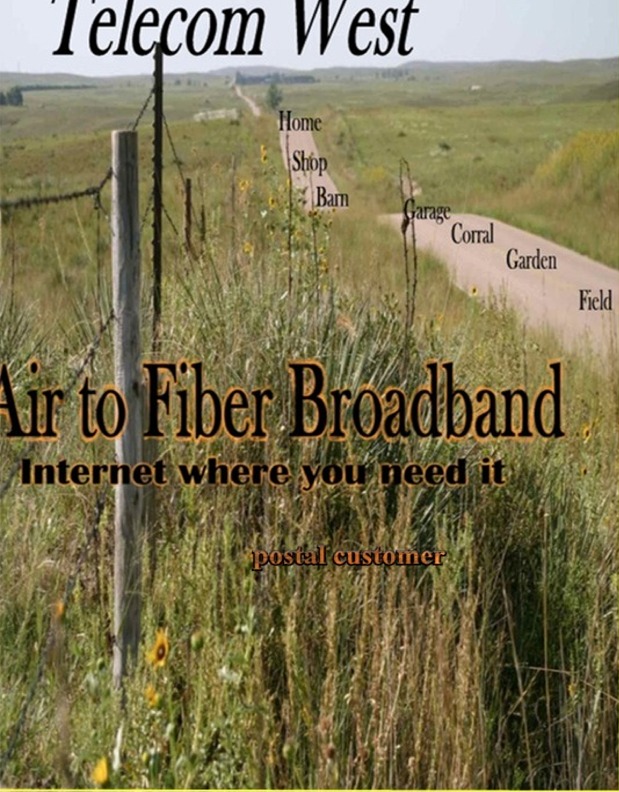 Telecom West
Home
Shop
Barn
Garage
Corral
Garden
Field
Air to Fiber Broadband
Internet where you need it
postal customer